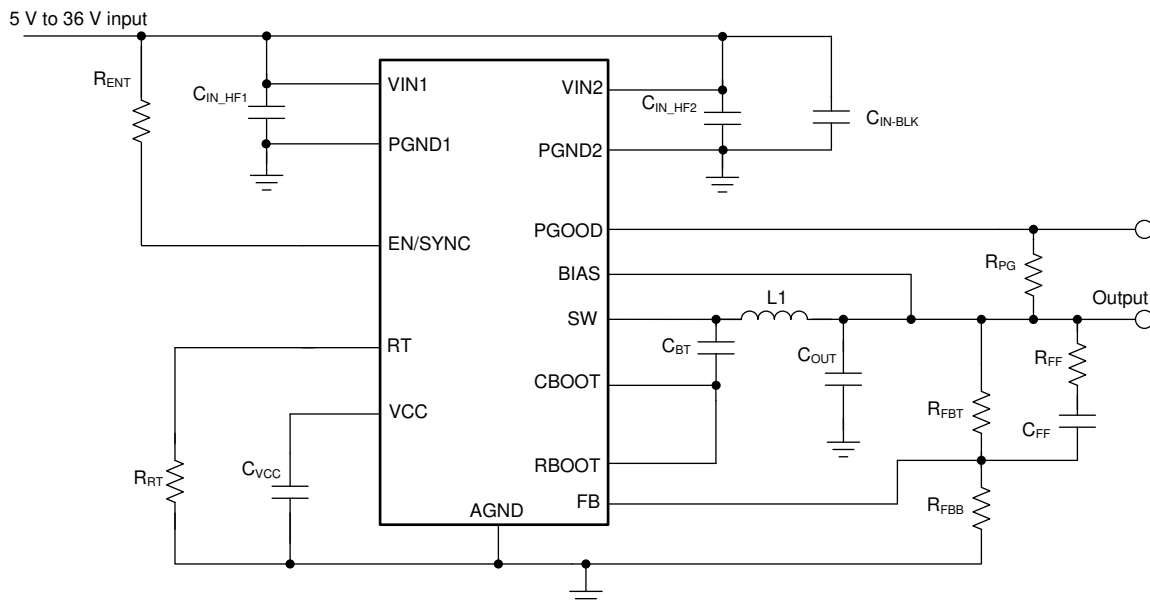 5 V to 36 V input
RENT
CIN_HF1
VIN1
VIN2
CIN_HF2
CIN-BLK
PGND1
PGND2
EN/SYNC
PGOOD
RPG
BIAS
L1
Output
SW
RT
CBT
COUT
RFF
CBOOT
VCC
RFBT
CFF
RRT
CVCC
RBOOT
FB
AGND
RFBB